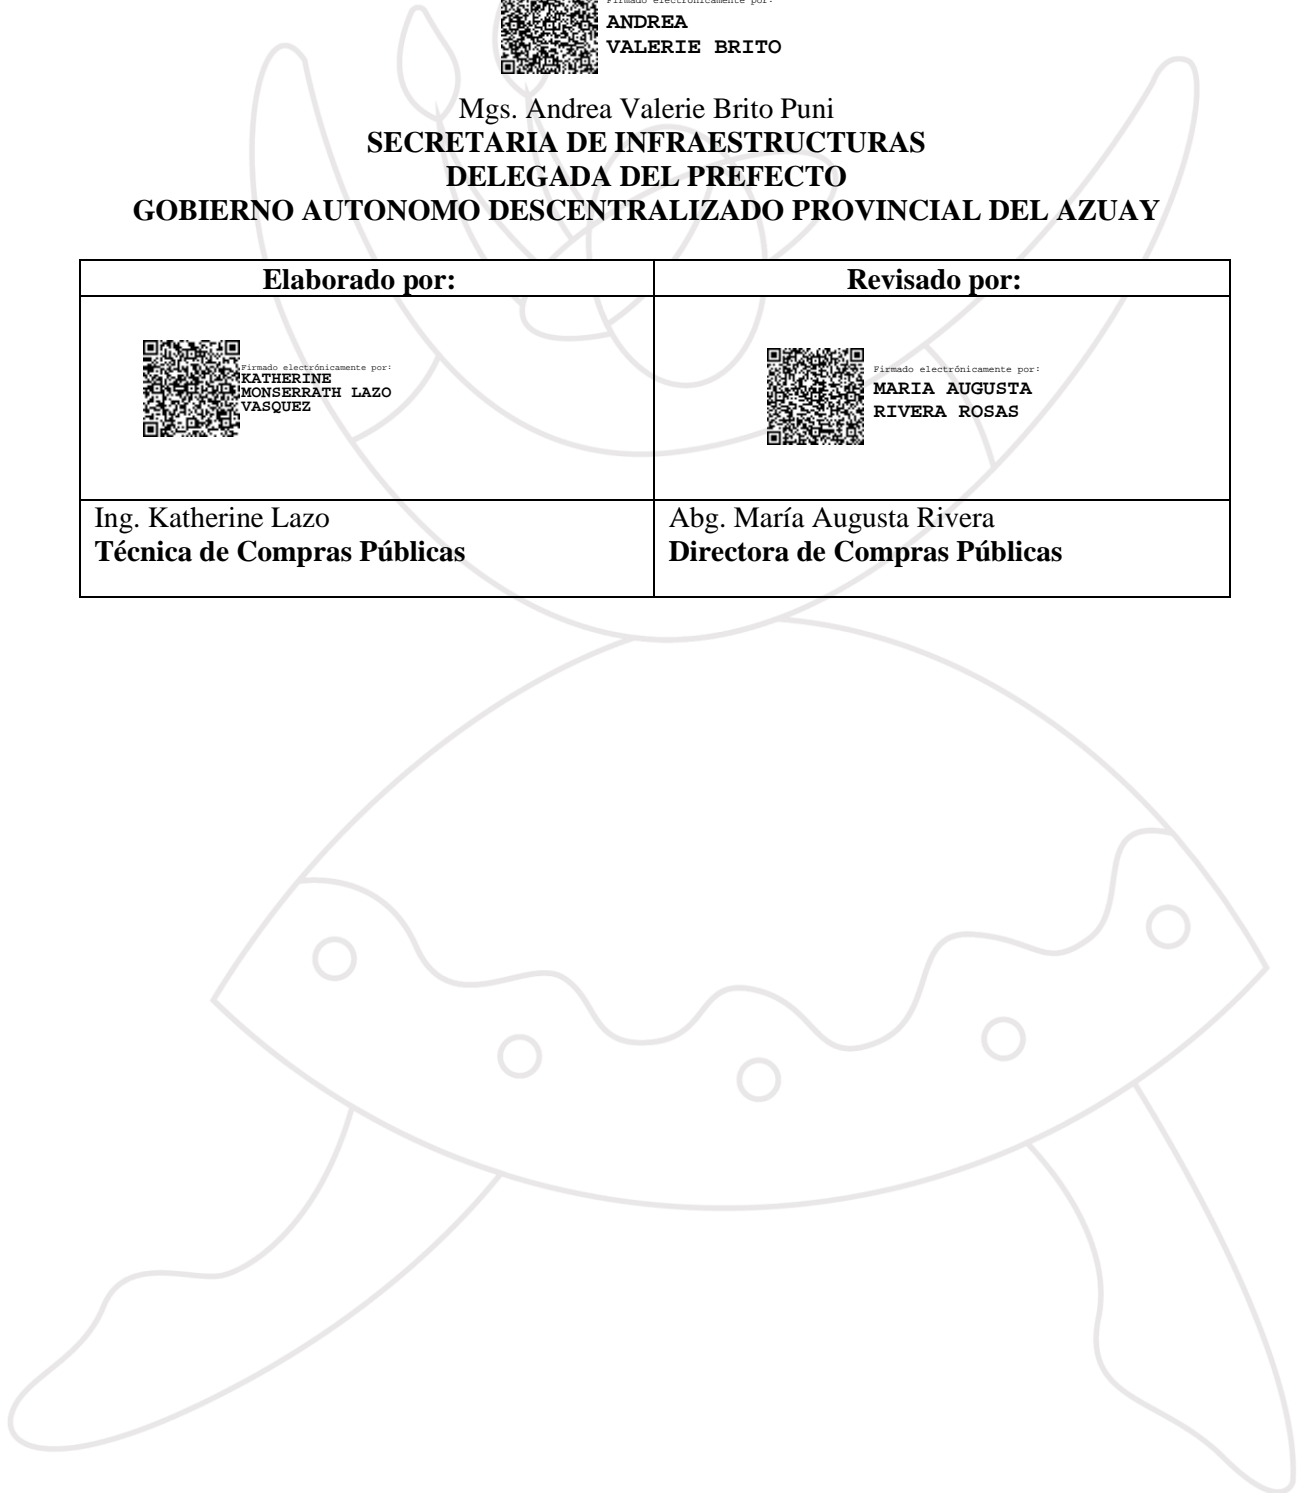 Firmado electrónicamente por:
ANDREA
VALERIE BRITO
Mgs. Andrea Valerie Brito Puni
SECRETARIA DE INFRAESTRUCTURAS
DELEGADA DEL PREFECTO
GOBIERNO AUTONOMO DESCENTRALIZADO PROVINCIAL DEL AZUAY
Elaborado por:
Revisado por:
Firmado electrónicamente por:
KATHERINE
MONSERRATH LAZO
VASQUEZ
Firmado electrónicamente por:
MARIA AUGUSTA
RIVERA ROSAS
Ing. Katherine Lazo
Técnica de Compras Públicas
Abg. María Augusta Rivera
Directora de Compras Públicas